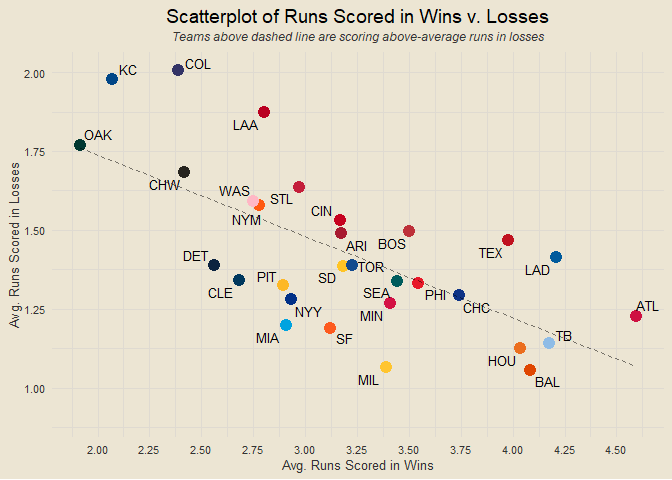 Scatterplot of Runs Scored in Wins v. Losses
Teams above dashed line are scoring above-average runs in losses
Avg. Runs Scored in Losses
2.00
1.75
1.50
1.25
1.00
KC
COL
LAA
OAK
CHW
WAS
STL
NYM
CIN
ARI
BOS
TEX
LAD
DET
CLE
PIT
SD
TOR
SEA
PHI
CHC
NYY
MIN
ATL
MIA
SF
TB
HOU
MIL
BAL
2.00 2.25 2.50 2.75 3.00 3.25 3.50 3.75 4.00 4.25 4.50
Avg. Runs Scored in Wins